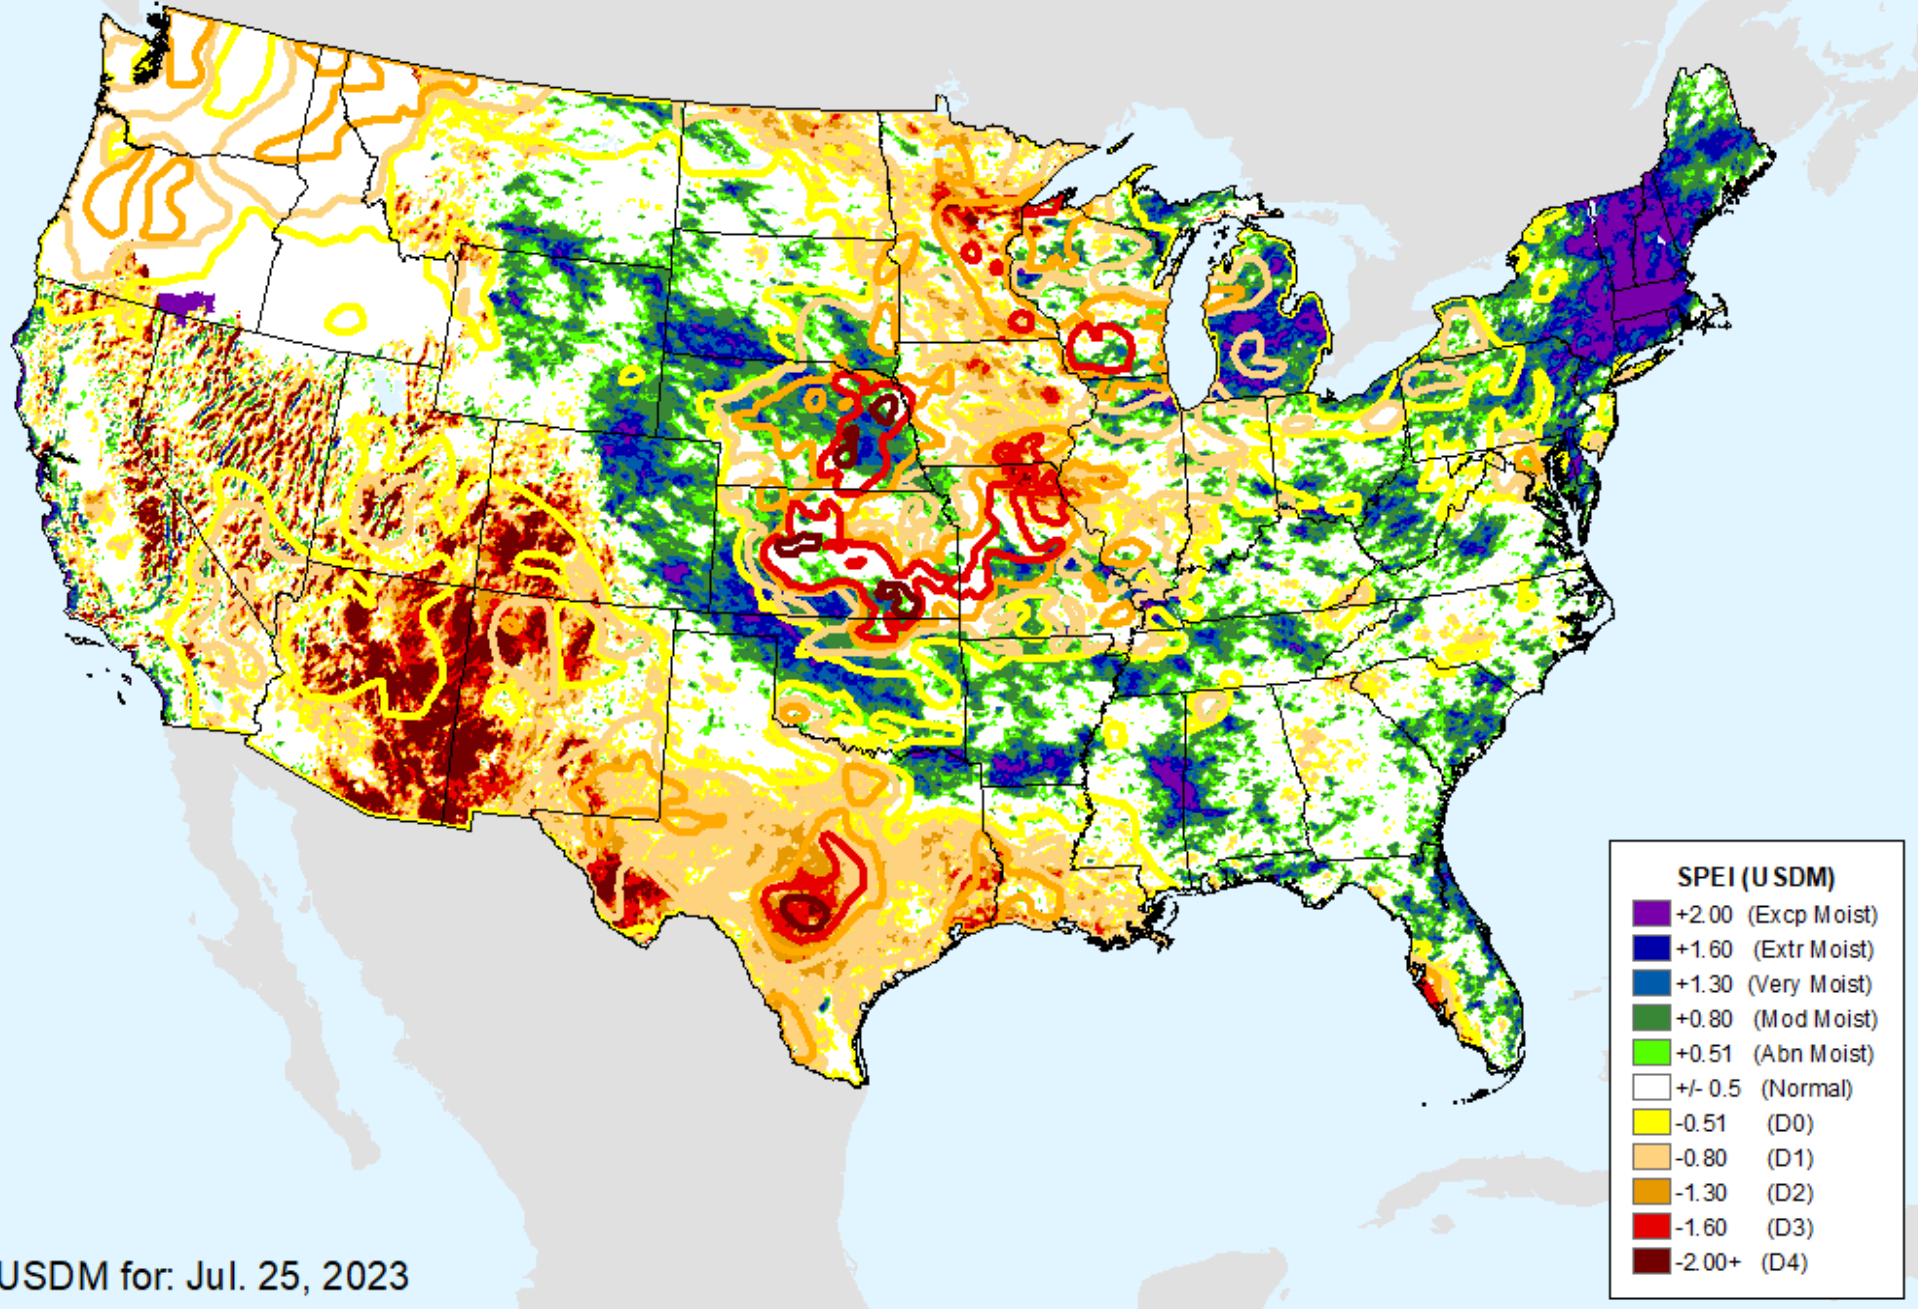 SPEI (USDM)
+2.00 (Excp Moist)
+1.60 (Extr Moist)
+1.30 (Very Moist)
+0.80 (Mod Moist)
+0.51 (Abn Moist)
+/- 0.5 (Normal)
-0.51 (D0)
-0.80 (D1)
-1.30 (D2)
-1.60 (D3)
-2.00+ (D4)
USDM for: Jul. 25, 2023